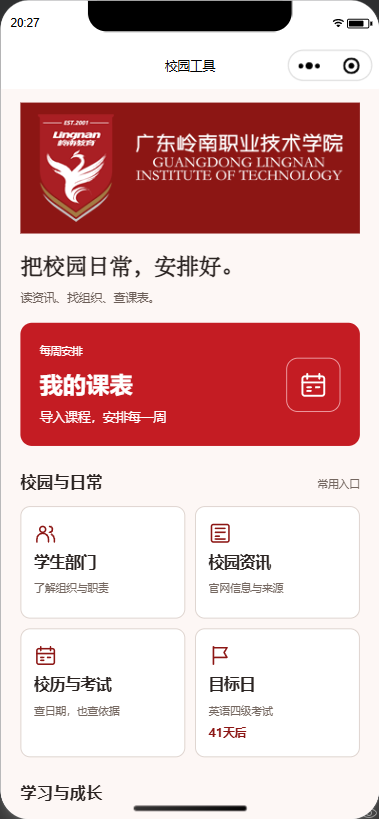 20:27
校园工具
EST.2001
Lingnan
岭南教育
广东岭南职业技术学院
GUANGDONG LINGNAN
INSTITUTE OF TECHNOLOGY
把校园日常，安排好。
读资讯、找组织、查课表。
每周安排
我的课表
导入课程，安排每一周
校园与日常
常用入口
学生部门
了解组织与职责
校园资讯
官网信息与来源
校历与考试
查日期，也查依据
目标日
英语四级考试
41天后
学习与成长